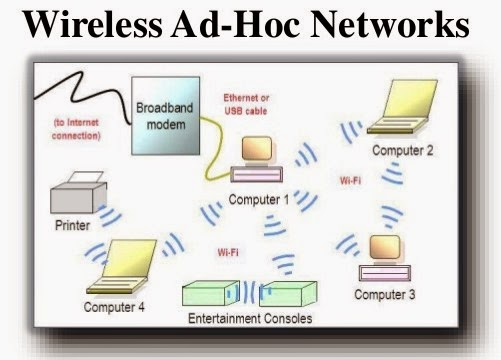 Wireless Ad-Hoc Networks
Broadband
modem
Ethernet or
USB cable
(to Internet
connection)
Computer 2
Wi-Fi
Computer 1
Printer
Wi-Fi
Computer 4
Entertainment Consoles
Computer 3